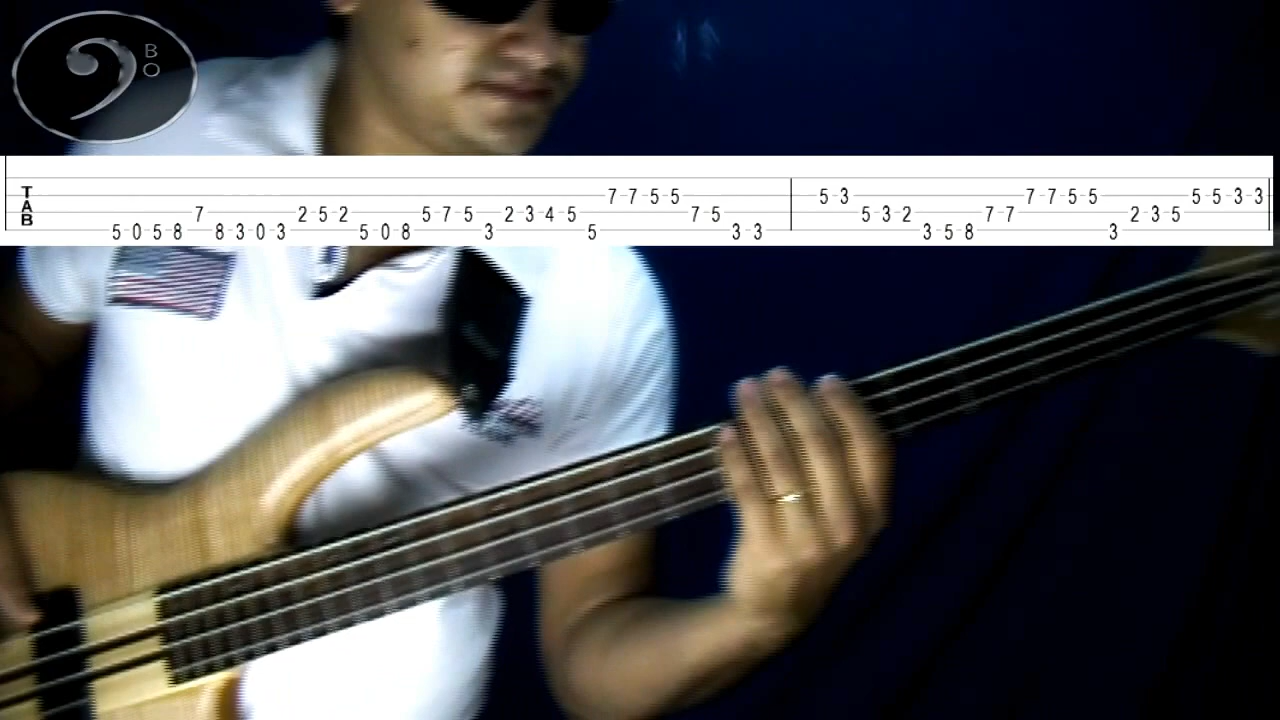 B
O
T
A
B
7 7 5 5 5 3 7 7 5 5 5 5 3 3
7 2 5 2 5 7 5 2 3 4 5 7 5 5 3 2 7 7 2 3 5
5 0 5 8 8 3 0 3 5 0 8 3 5 3 3 3 5 8 3